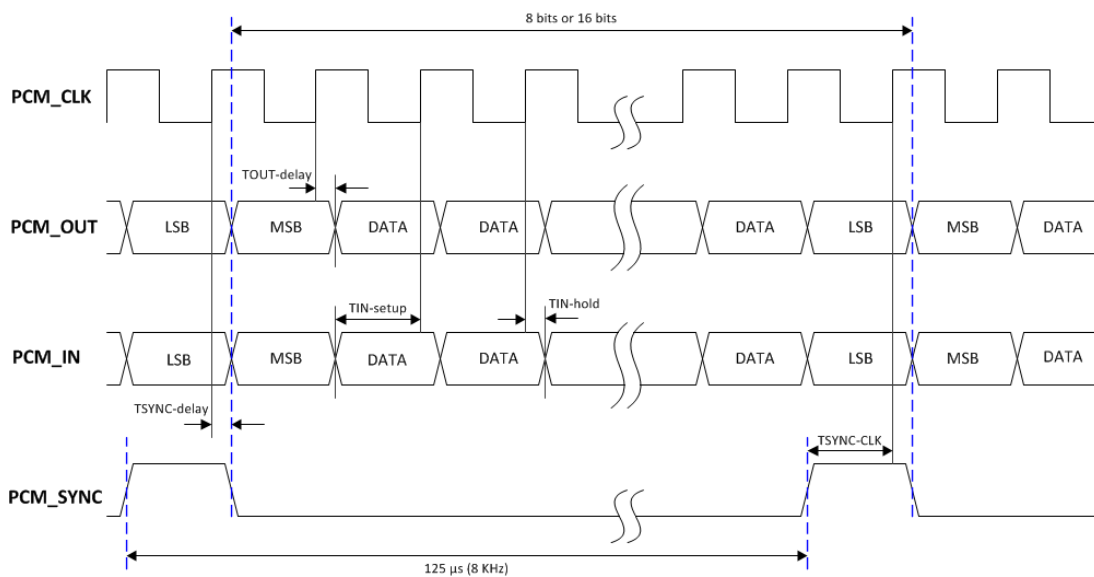 8 bits or 16 bits
PCM_CLK
TOUT-delay
PCM_OUT LSB MSB DATA DATA DATA LSB MSB DATA
TIN-setup TIN-hold
PCM_IN LSB MSB DATA DATA DATA LSB MSB DATA
TSYNC-delay
TSYNC-CLK
PCM_SYNC
125 μs (8 KHz)